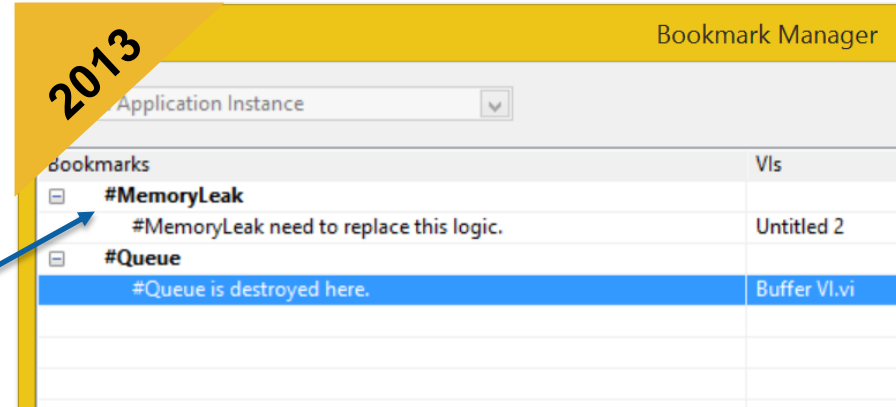 2013
Bookmark Manager
Application Instance
Bookmarks VIs
#MemoryLeak
#MemoryLeak need to replace this logic. Untitled 2
#Queue
#Queue is destroyed here. Buffer VI.vi